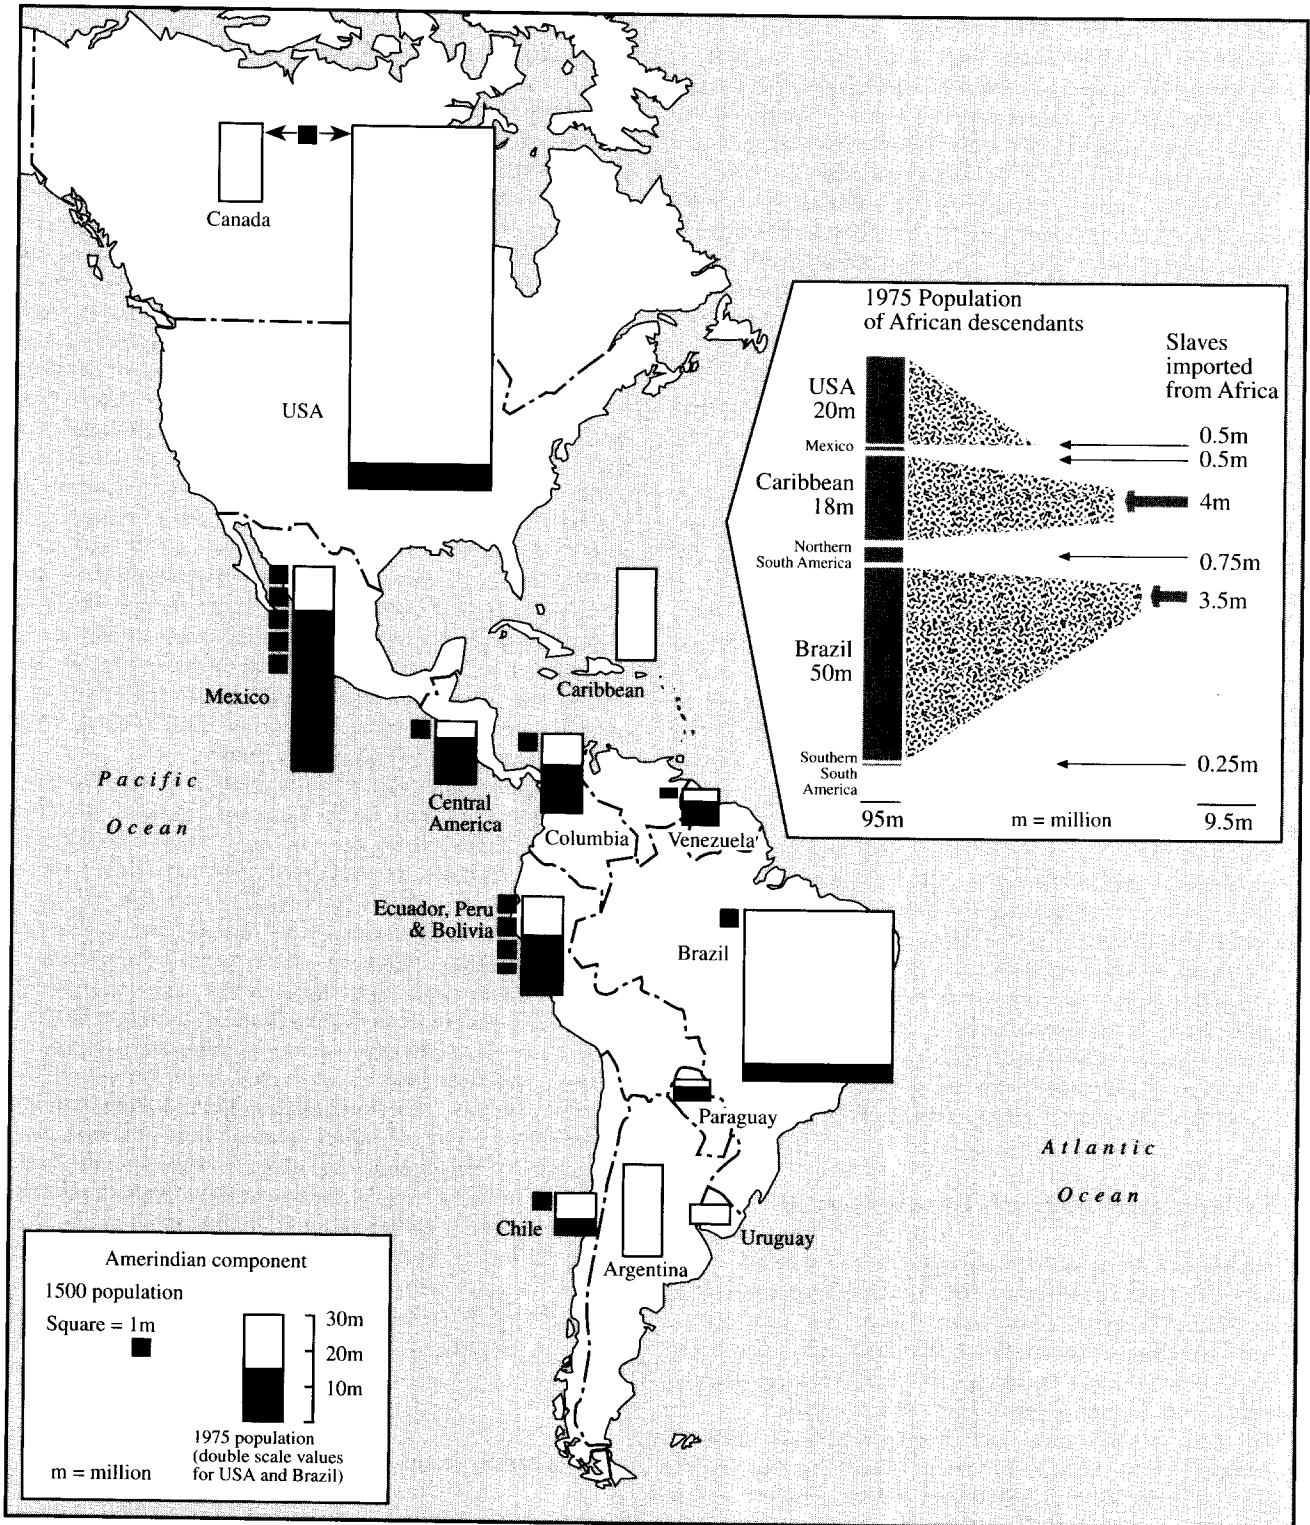 Canada
USA
Mexico
Caribbean
Central
America
Columbia
Venezuela
Ecuador, Peru
& Bolivia
Brazil
Paraguay
Chile
Argentina
Uruguay
Pacific
Ocean
Atlantic
Ocean
1975 Population
of African descendants
Slaves
imported
from Africa
USA
20m
0.5m
Mexico
0.5m
Caribbean
18m
4m
Northern
South America
0.75m
3.5m
Brazil
50m
Southern
South
America
0.25m
95m
m = million
9.5m
Amerindian component
1500 population
Square = 1m
30m
20m
10m
1975 population
(double scale values
for USA and Brazil)
m = million